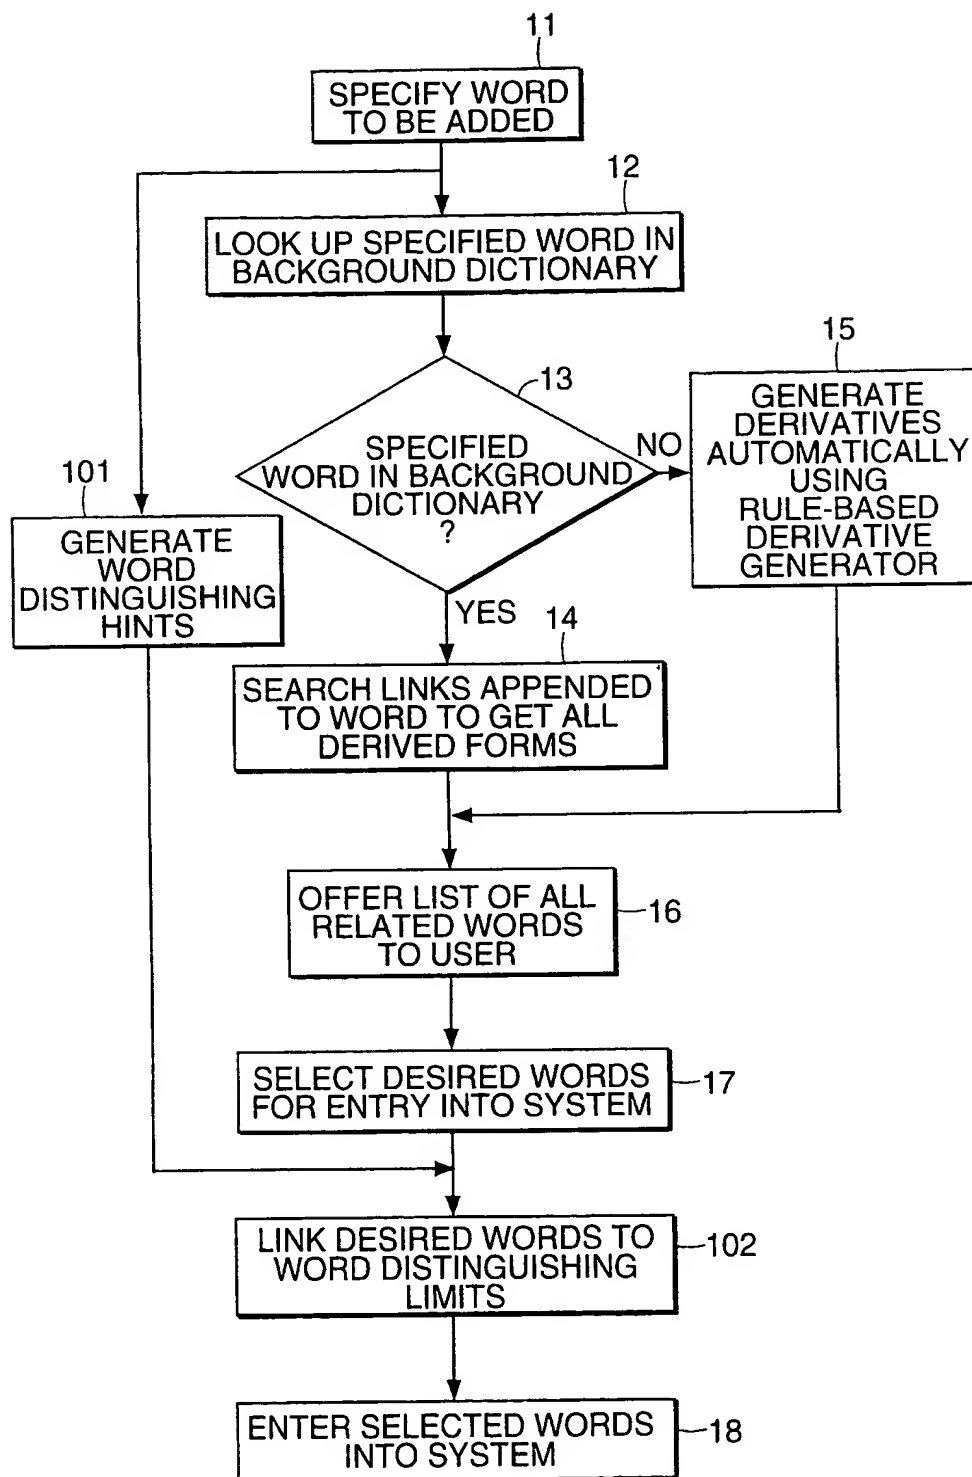 11
SPECIFY WORD
TO BE ADDED
12
LOOK UP SPECIFIED WORD IN
BACKGROUND DICTIONARY
13
SPECIFIED
WORD IN BACKGROUND
DICTIONARY
?
NO
YES
15
GENERATE
DERIVATIVES
AUTOMATICALLY
USING
RULE-BASED
DERIVATIVE
GENERATOR
101
GENERATE
WORD
DISTINGUISHING
HINTS
14
SEARCH LINKS APPENDED
TO WORD TO GET ALL
DERIVED FORMS
OFFER LIST OF ALL
RELATED WORDS
TO USER
16
SELECT DESIRED WORDS
FOR ENTRY INTO SYSTEM
17
LINK DESIRED WORDS TO
WORD DISTINGUISHING
LIMITS
102
ENTER SELECTED WORDS
INTO SYSTEM
18